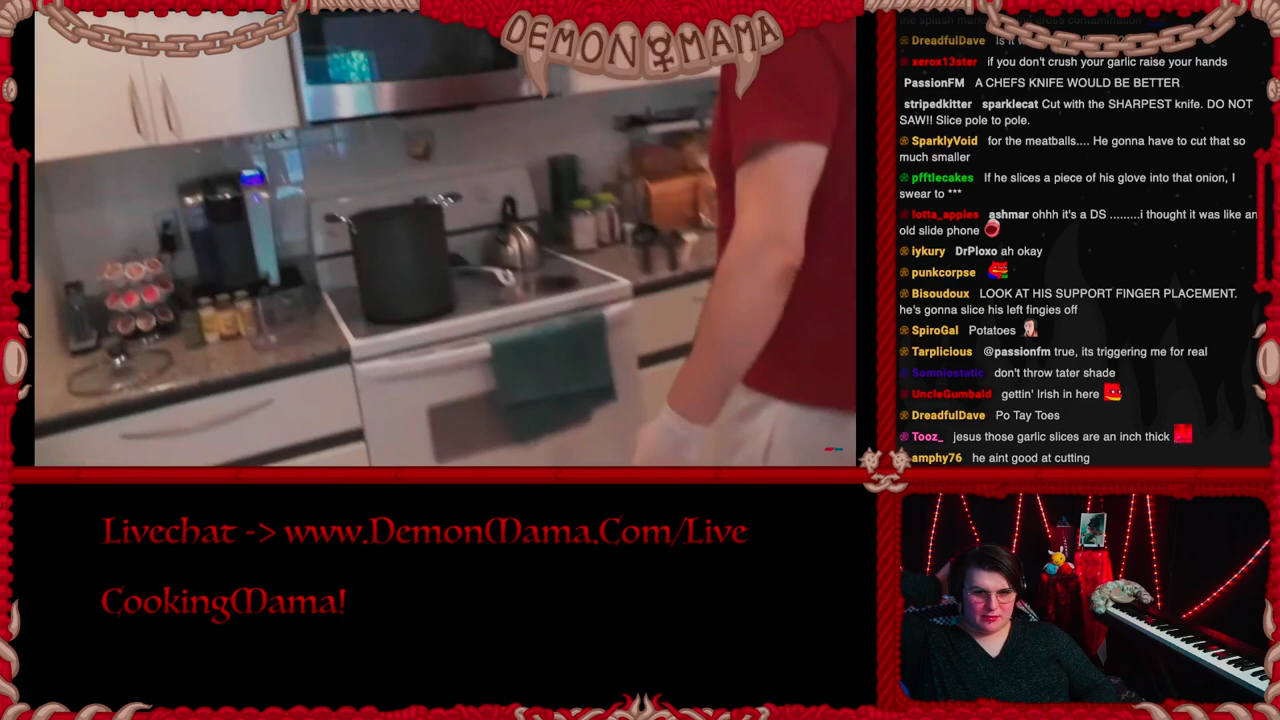 DEMON MAMA
the splash
cross contamination
DreadfulDave Is it
xerox13ster if you don't crush your garlic raise your hands
PassionFM A CHEFS KNIFE WOULD BE BETTER
stripedkitter sparklecat Cut with the SHARPEST knife. DO NOT
SAW!! Slice pole to pole.
SparklyVoid for the meatballs.... He gonna have to cut that so
much smaller
pfftlecakes If he slices a piece of his glove into that onion, I
swear to ***
lotta_apples ashmar ohhh it's a DS .........i thought it was like an
old slide phone
iykury DrPloxo ah okay
punkcorpse
Bisoudoux LOOK AT HIS SUPPORT FINGER PLACEMENT.
he's gonna slice his left fingies off
SpiroGal Potatoes
Tarplicious @passionfm true, its triggering me for real
Somniostatic don't throw tater shade
UncleGumbald gettin' Irish in here
DreadfulDave Po Tay Toes
Tooz_ jesus those garlic slices are an inch thick
amphy76 he aint good at cutting
Livechat -> www.DemonMama.Com/Live
CookingMama!